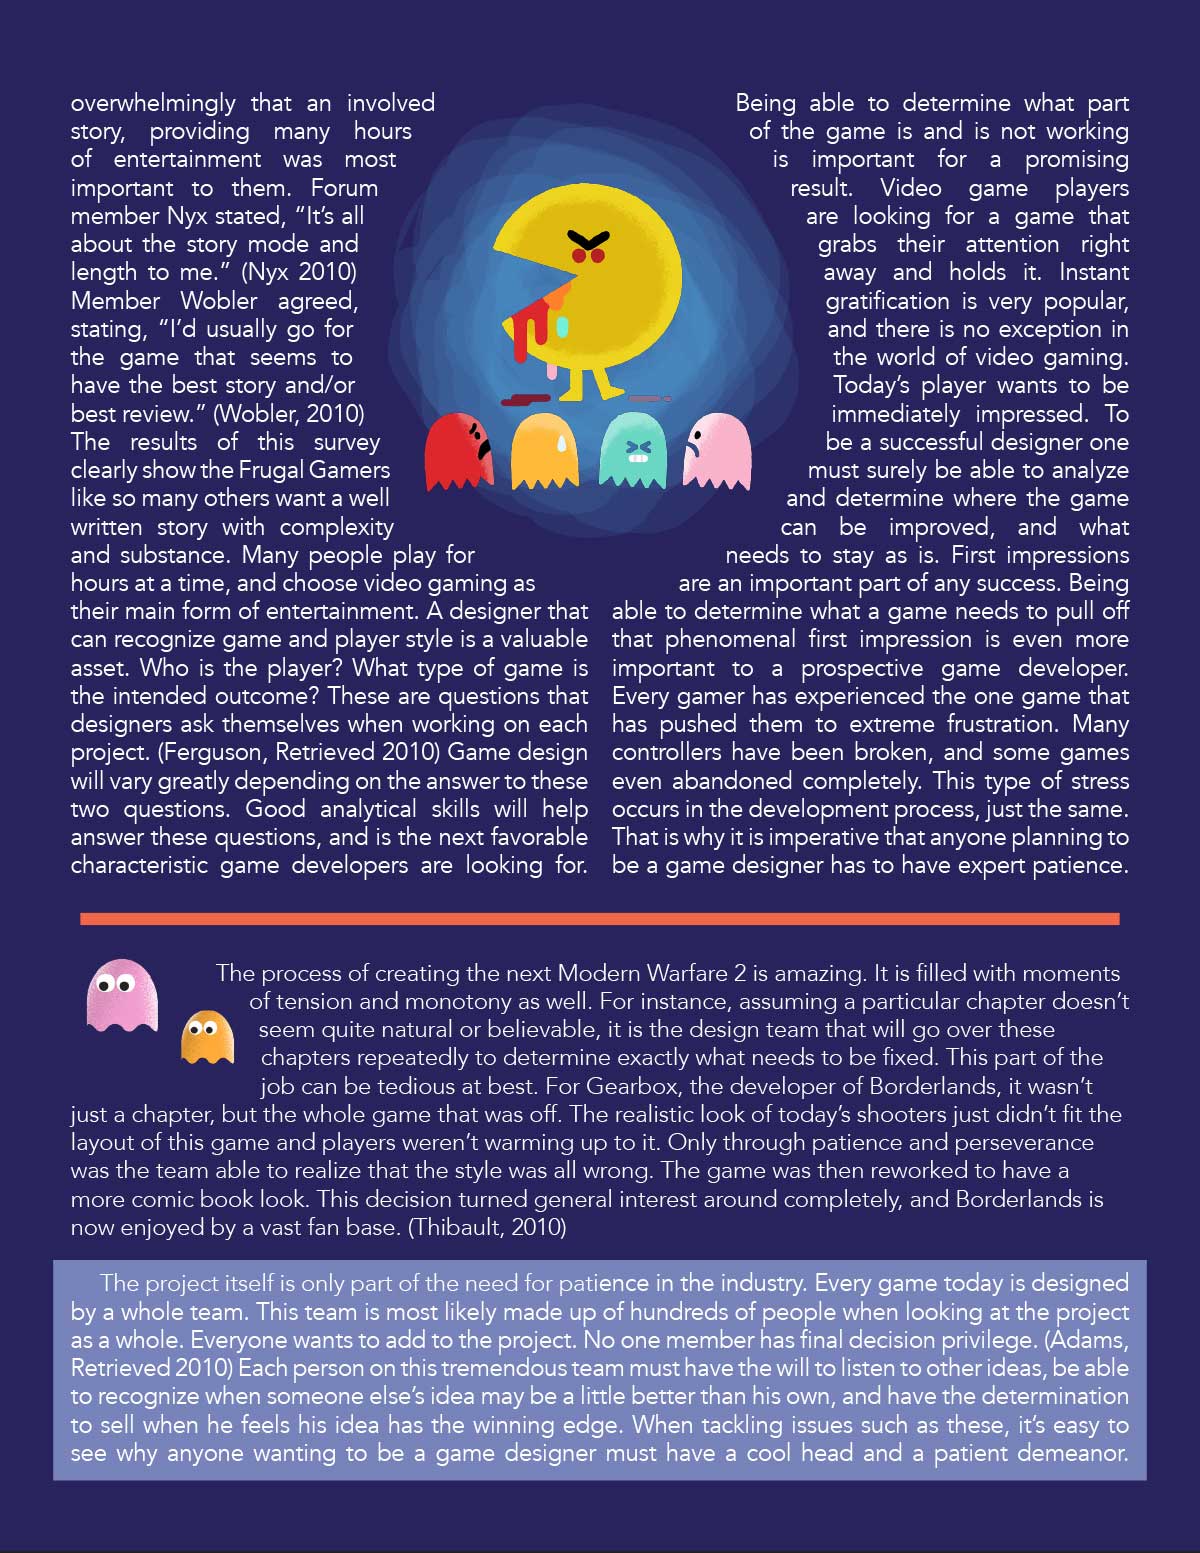 overwhelmingly that an involved
story, providing many hours
of entertainment was most
important to them. Forum
member Nyx stated, “It’s all
about the story mode and
length to me.” (Nyx 2010)
Member Wobler agreed,
stating, “I’d usually go for
the game that seems to
have the best story and/or
best review.” (Wobler, 2010)
The results of this survey
clearly show the Frugal Gamers
like so many others want a well
written story with complexity
and substance. Many people play for
hours at a time, and choose video gaming as
their main form of entertainment. A designer that
can recognize game and player style is a valuable
asset. Who is the player? What type of game is
the intended outcome? These are questions that
designers ask themselves when working on each
project. (Ferguson, Retrieved 2010) Game design
will vary greatly depending on the answer to these
two questions. Good analytical skills will help
answer these questions, and is the next favorable
characteristic game developers are looking for.
Being able to determine what part
of the game is and is not working
is important for a promising
result. Video game players
are looking for a game that
grabs their attention right
away and holds it. Instant
gratification is very popular,
and there is no exception in
the world of video gaming.
Today’s player wants to be
immediately impressed. To
be a successful designer one
must surely be able to analyze
and determine where the game
can be improved, and what
needs to stay as is. First impressions
are an important part of any success. Being
able to determine what a game needs to pull off
that phenomenal first impression is even more
important to a prospective game developer.
Every gamer has experienced the one game that
has pushed them to extreme frustration. Many
controllers have been broken, and some games
even abandoned completely. This type of stress
occurs in the development process, just the same.
That is why it is imperative that anyone planning to
be a game designer has to have expert patience.
The process of creating the next Modern Warfare 2 is amazing. It is filled with moments
of tension and monotony as well. For instance, assuming a particular chapter doesn’t
seem quite natural or believable, it is the design team that will go over these
chapters repeatedly to determine exactly what needs to be fixed. This part of the
job can be tedious at best. For Gearbox, the developer of Borderlands, it wasn’t
just a chapter, but the whole game that was off. The realistic look of today’s shooters just didn’t fit the
layout of this game and players weren’t warming up to it. Only through patience and perseverance
was the team able to realize that the style was all wrong. The game was then reworked to have a
more comic book look. This decision turned general interest around completely, and Borderlands is
now enjoyed by a vast fan base. (Thibault, 2010)
The project itself is only part of the need for patience in the industry. Every game today is designed
by a whole team. This team is most likely made up of hundreds of people when looking at the project
as a whole. Everyone wants to add to the project. No one member has final decision privilege. (Adams,
Retrieved 2010) Each person on this tremendous team must have the will to listen to other ideas, be able
to recognize when someone else’s idea may be a little better than his own, and have the determination
to sell when he feels his idea has the winning edge. When tackling issues such as these, it’s easy to
see why anyone wanting to be a game designer must have a cool head and a patient demeanor.